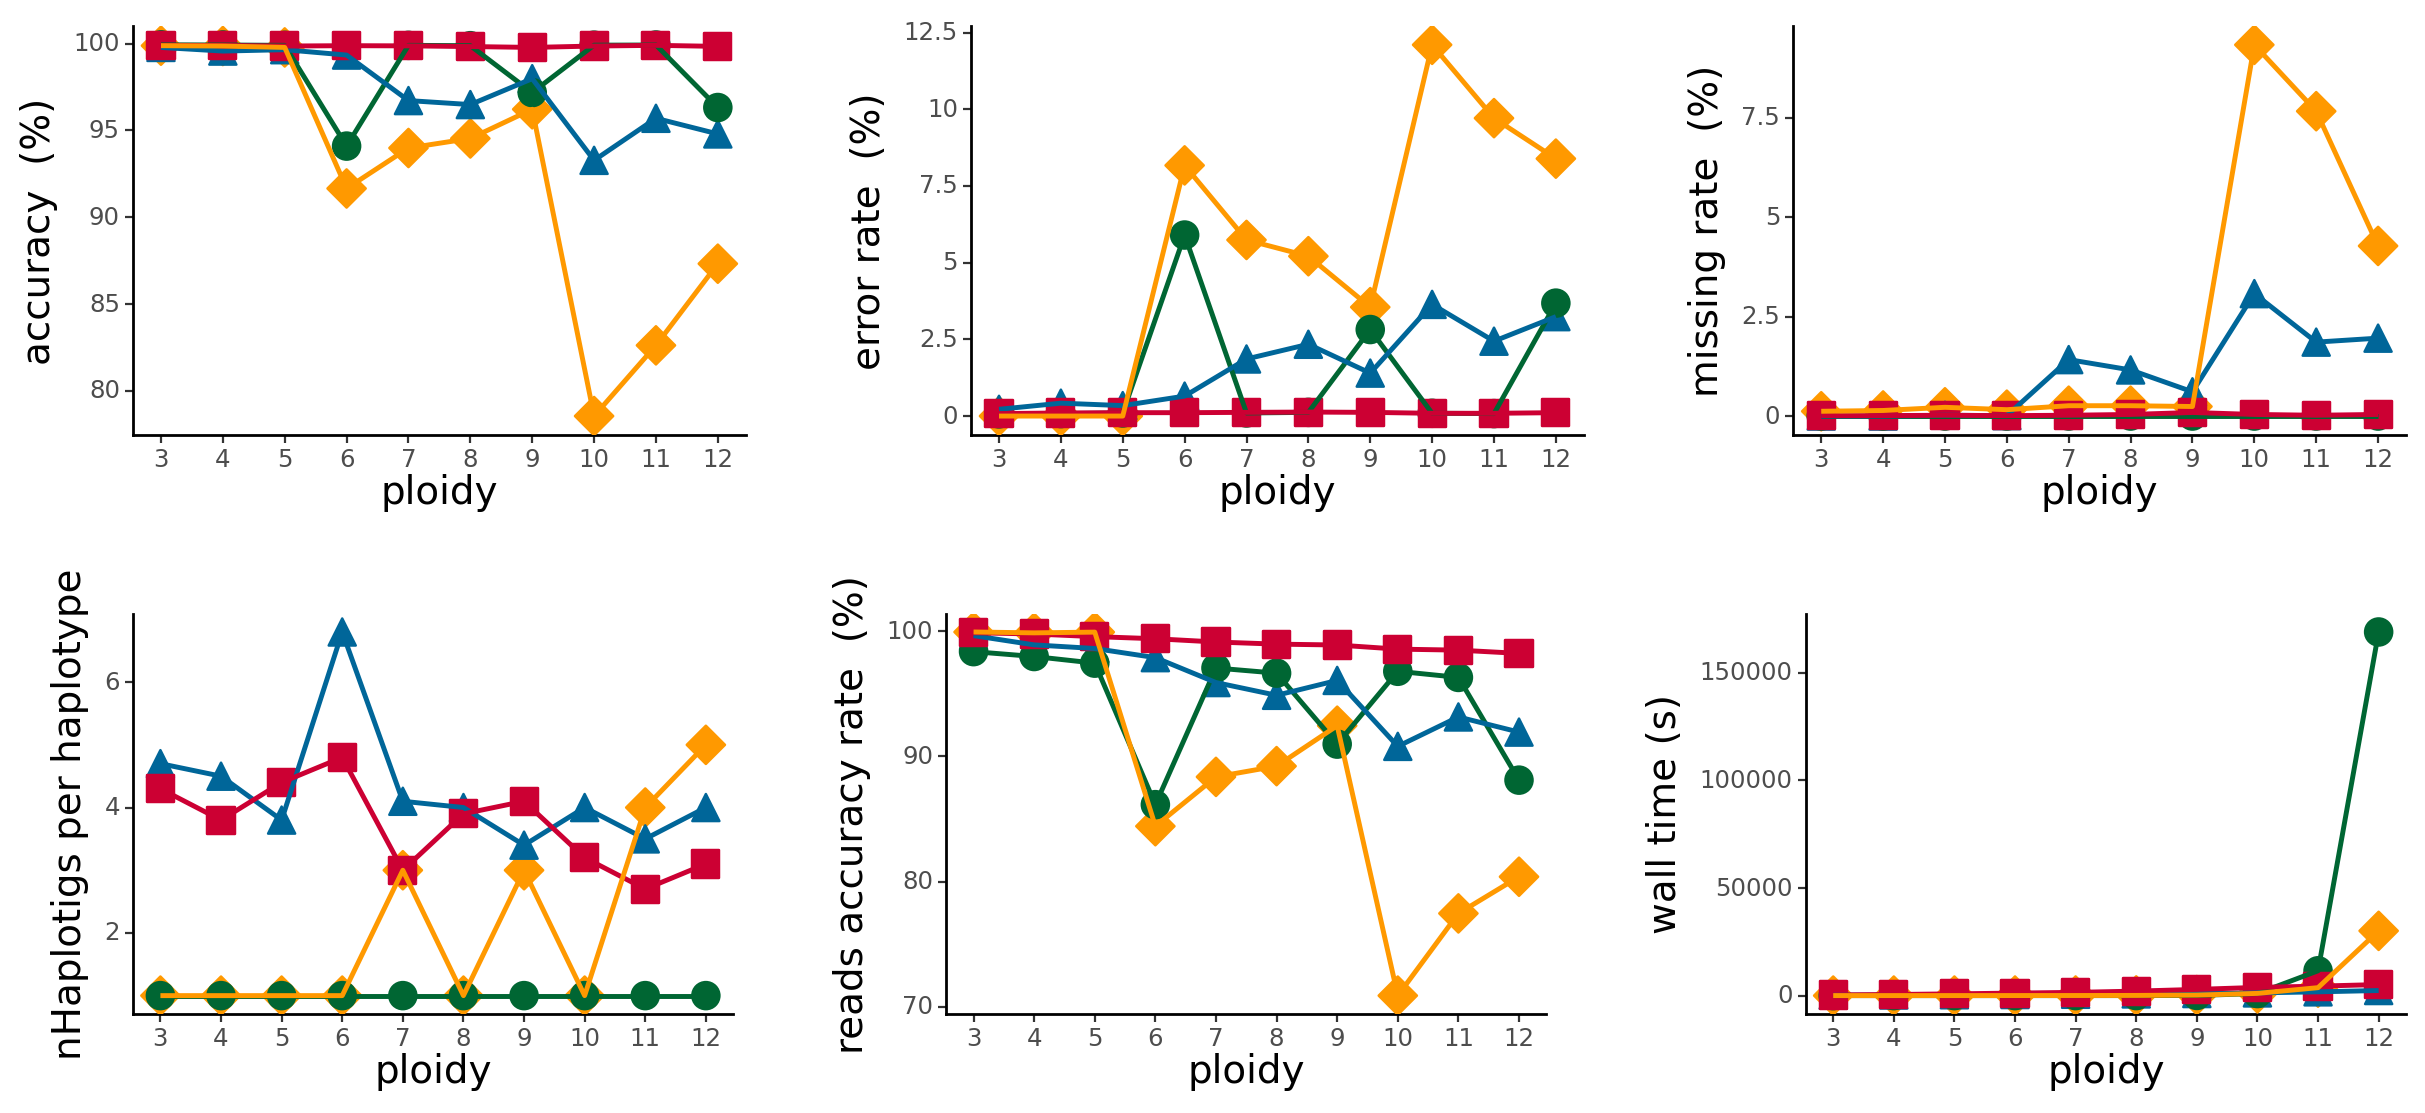 accuracy (%)
100
95
90
85
80
3 4 5 6 7 8 9 10 11 12
ploidy
error rate (%)
12.5
10
7.5
5
2.5
0
3 4 5 6 7 8 9 10 11 12
ploidy
missing rate (%)
7.5
5
2.5
0
3 4 5 6 7 8 9 10 11 12
ploidy
nHaplotigs per haplotype
6
4
2
3 4 5 6 7 8 9 10 11 12
ploidy
reads accuracy rate (%)
100
90
80
70
3 4 5 6 7 8 9 10 11 12
ploidy
wall time (s)
150000
100000
50000
0
3 4 5 6 7 8 9 10 11 12
ploidy